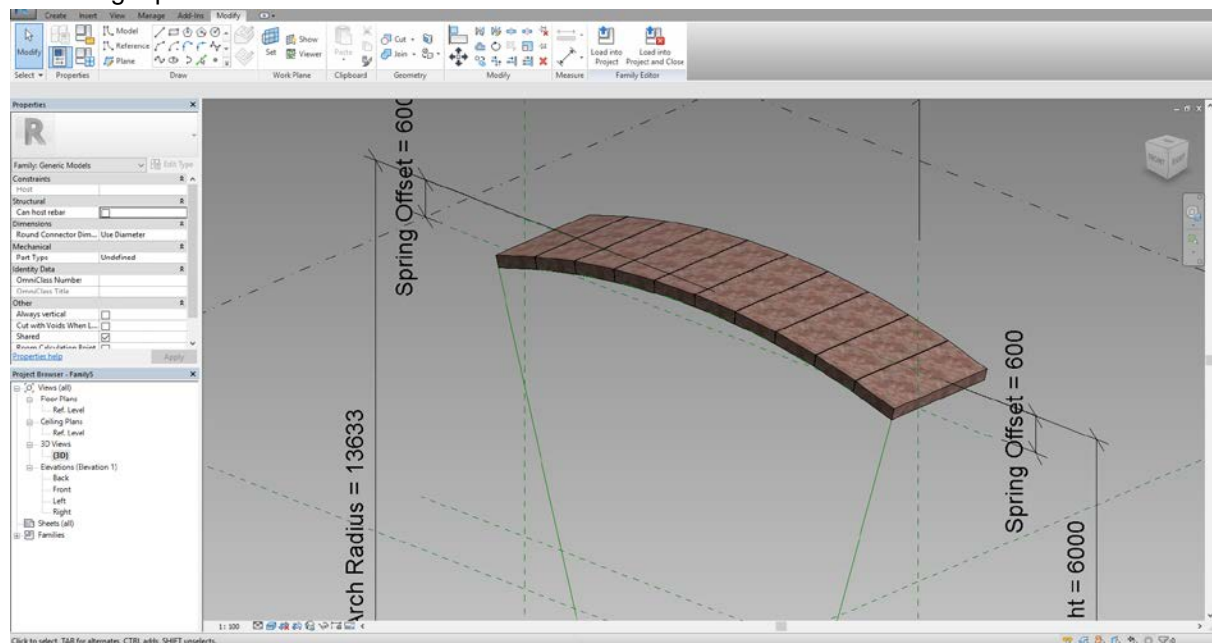 Create Insert View Manage Add-Ins Modify
Modify
Model
Reference
Plane
Set
Show
Viewer
Paste
Cut
Join
Load into Project
Load into Project and Close
Select Properties Draw Work Plane Clipboard Geometry Modify Measure Family Editor
Properties
R
Family: Generic Models
Edit Type
Constraints
Host
Structural
Can host rebar
Dimensions
Round Connector Dim... Use Diameter
Mechanical
Part Type Undefined
Identity Data
OmniClass Number
OmniClass Title
Other
Always vertical
Cut with Voids When L...
Shared
Room Calculation Point
Properties help
Apply
Project Browser - Family5
Views (all)
Floor Plans
Ref. Level
Ceiling Plans
Ref. Level
3D Views
{3D}
Elevations (Elevation 1)
Back
Front
Left
Right
Sheets (all)
Families
Spring Offset = 600
Arch Radius = 13633
Spring Offset = 600
ht = 6000
FRONT
1 : 100
Click to select, TAB for alternates, CTRL adds, SHIFT unselects.